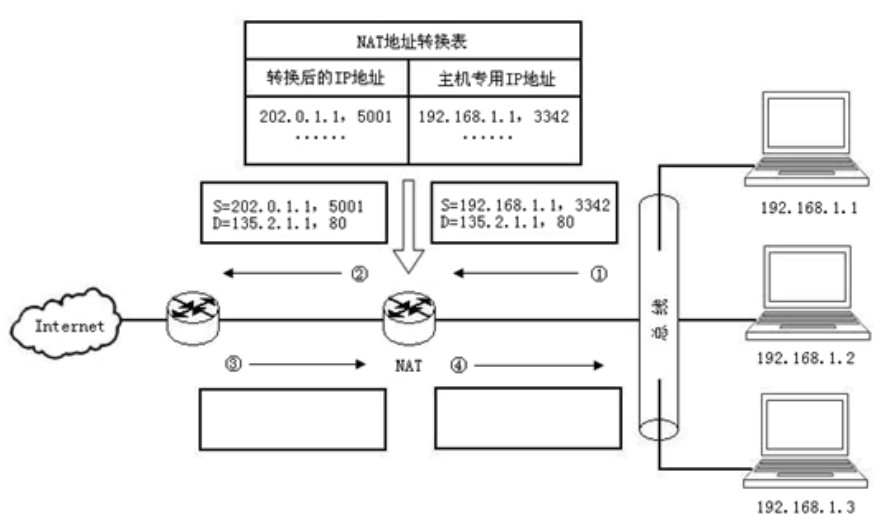 NAT地址转换表
转换后的IP地址
主机专用IP地址
202.0.1.1，5001
192.168.1.1，3342
······
······
S=202.0.1.1，5001
D=135.2.1.1，80
S=192.168.1.1，3342
D=135.2.1.1，80
192.168.1.1
②
①
Internet
总线
192.168.1.2
③
NAT
④
192.168.1.3